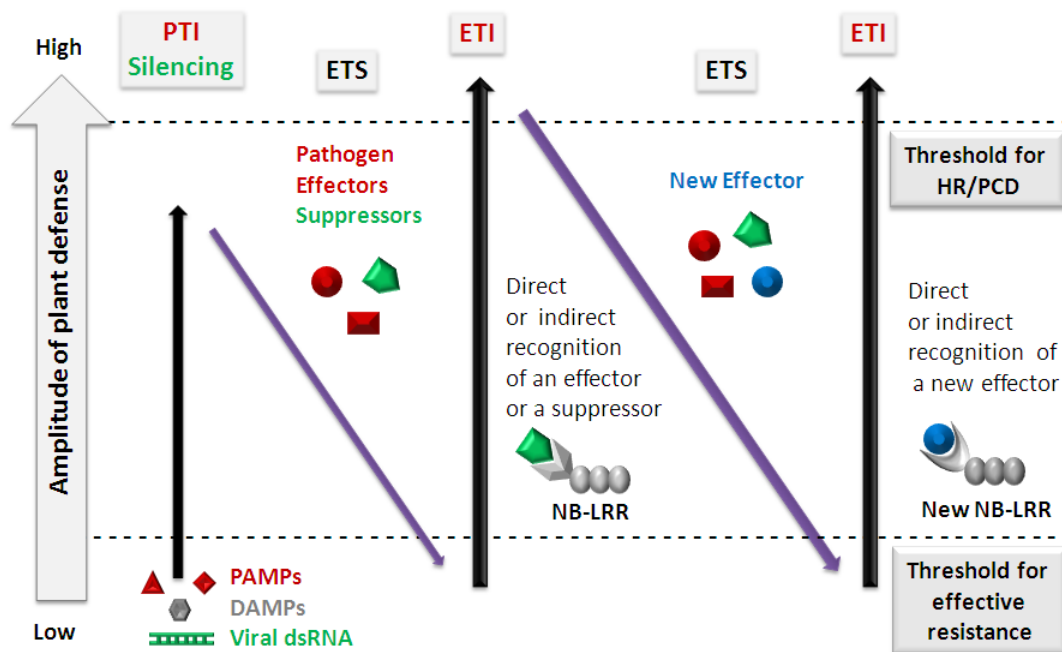 High
Amplitude of plant defense
Low
PTI
Silencing
ETS
ETI
ETS
ETI
Pathogen
Effectors
Suppressors
New Effector
Threshold for
HR/PCD
Direct
or indirect
recognition
of an effector
or a suppressor
NB-LRR
Direct
or indirect
recognition of
a new effector
New NB-LRR
PAMPs
DAMPs
Viral dsRNA
Threshold for
effective
resistance